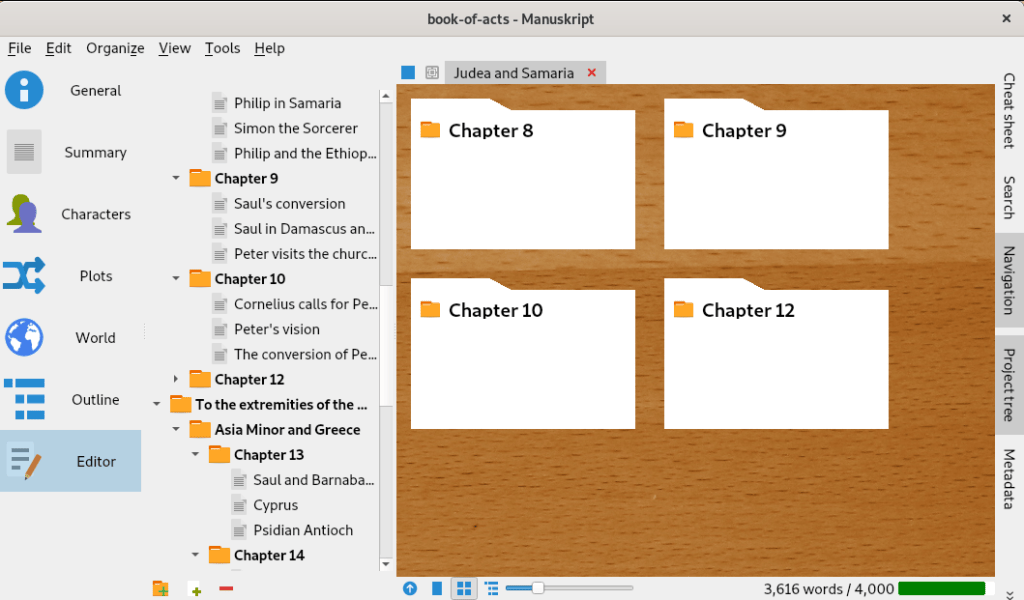 book-of-acts - Manuskript
File Edit Organize View Tools Help
General
Summary
Characters
Plots
World
Outline
Editor
Philip in Samaria
Simon the Sorcerer
Philip and the Ethiop...
Chapter 9
Saul's conversion
Saul in Damascus an...
Peter visits the churc...
Chapter 10
Cornelius calls for Pe...
Peter's vision
The conversion of Pe...
Chapter 12
To the extremities of the ...
Asia Minor and Greece
Chapter 13
Saul and Barnaba...
Cyprus
Psidian Antioch
Chapter 14
Judea and Samaria
Chapter 8
Chapter 9
Chapter 10
Chapter 12
3,616 words / 4,000
Cheat sheet
Search
Navigation
Project tree
Metadata